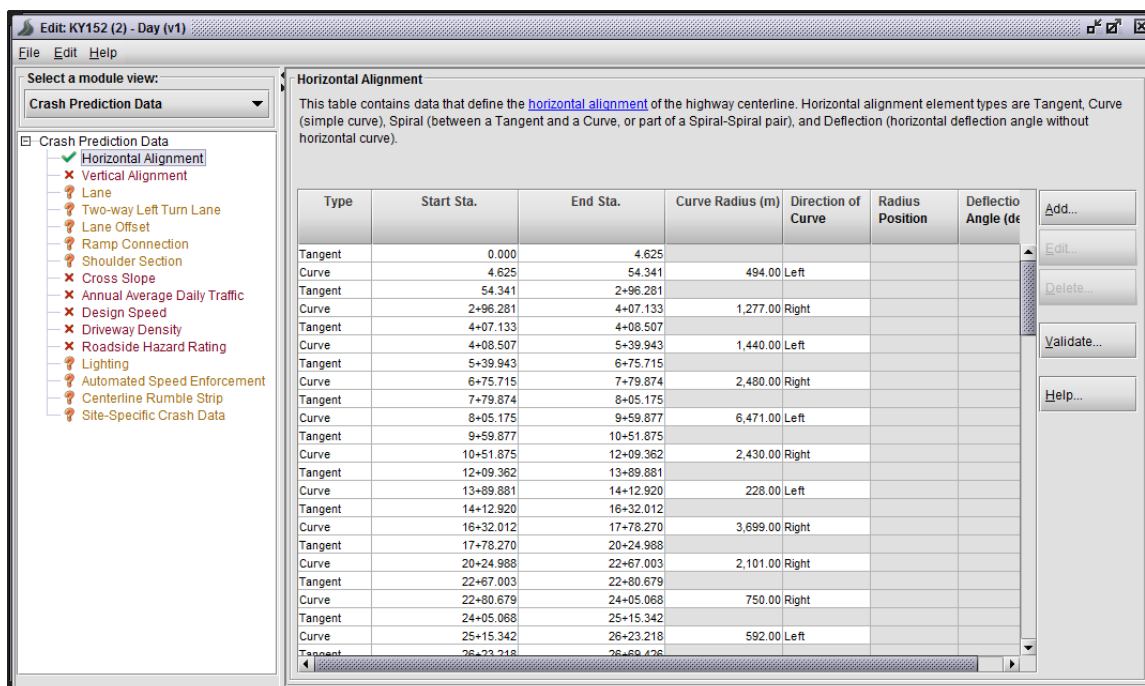 Edit: KY152 (2) - Day (v1)
File Edit Help
Select a module view:
Crash Prediction Data
Crash Prediction Data
Horizontal Alignment
Vertical Alignment
Lane
Two-way Left Turn Lane
Lane Offset
Ramp Connection
Shoulder Section
Cross Slope
Annual Average Daily Traffic
Design Speed
Driveway Density
Roadside Hazard Rating
Lighting
Automated Speed Enforcement
Centerline Rumble Strip
Site-Specific Crash Data
Horizontal Alignment
This table contains data that define the horizontal alignment of the highway centerline. Horizontal alignment element types are Tangent, Curve
(simple curve), Spiral (between a Tangent and a Curve, or part of a Spiral-Spiral pair), and Deflection (horizontal deflection angle without
horizontal curve).
Type Start Sta. End Sta. Curve Radius (m) Direction of Radius Deflectio
Curve Position Angle (de
Tangent 0.000 4.625
Curve 4.625 54.341 494.00 Left
Tangent 54.341 2+96.281
Curve 2+96.281 4+07.133 1,277.00 Right
Tangent 4+07.133 4+08.507
Curve 4+08.507 5+39.943 1,440.00 Left
Tangent 5+39.943 6+75.715
Curve 6+75.715 7+79.874 2,480.00 Right
Tangent 7+79.874 8+05.175
Curve 8+05.175 9+59.877 6,471.00 Left
Tangent 9+59.877 10+51.875
Curve 10+51.875 12+09.362 2,430.00 Right
Tangent 12+09.362 13+89.881
Curve 13+89.881 14+12.920 228.00 Left
Tangent 14+12.920 16+32.012
Curve 16+32.012 17+78.270 3,699.00 Right
Tangent 17+78.270 20+24.988
Curve 20+24.988 22+67.003 2,101.00 Right
Tangent 22+67.003 22+80.679
Curve 22+80.679 24+05.068 750.00 Right
Tangent 24+05.068 25+15.342
Curve 25+15.342 26+23.218 592.00 Left
Tangent 26+23.218 26+69.426
Add...
Edit...
Delete...
Validate...
Help...